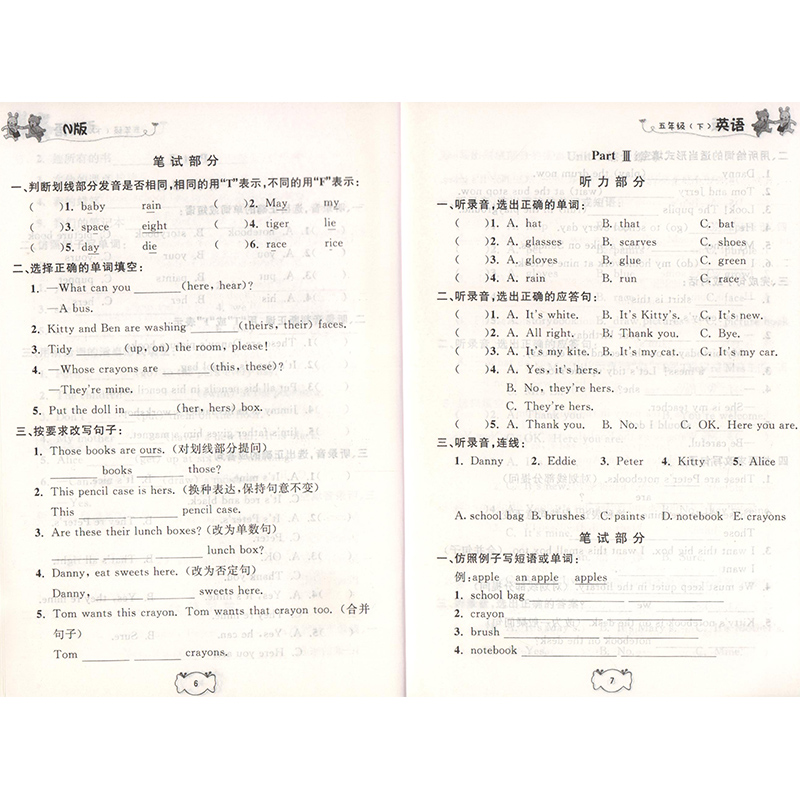 N版
笔试部分
一、判断划线部分发音是否相同,相同的用“T”表示,不同的用“F”表示:
( )1. baby rain ( )2. May my
( )3. space eight ( )4. tiger lie
( )5. day die ( )6. race rice
二、选择正确的单词填空:
1. —What can you ________(here, hear)?
—A bus.
2. Kitty and Ben are washing ________(theirs, their) faces.
3. Tidy ________(up, on) the room, please!
4. —Whose crayons are ________(this, these)?
—They're mine.
5. Put the doll in ________(her, hers) box.
三、按要求改写句子:
1. Those books are ours.(对划线部分提问)
________ books ________ those?
2. This pencil case is hers.(换种表达,保持句意不变)
This ________ ________ pencil case.
3. Are these their lunch boxes?(改为单数句)
________ ________ ________ lunch box?
4. Danny, eat sweets here.(改为否定句)
Danny, ________ ________ sweets here.
5. Tom wants this crayon. Tom wants that crayon too.(合并
句子)
Tom ________ ________ crayons.
6
五年级(下)英语
Part Ⅲ
听力部分
一、听录音,选出正确的单词:
( )1. A. hat B. that C. bat
( )2. A. glasses B. scarves C. shoes
( )3. A. gloves B. glue C. green
( )4. A. rain B. run C. race
二、听录音,选出正确的应答句:
( )1. A. It's white. B. It's Kitty's. C. It's new.
( )2. A. All right. B. Thank you. C. Bye.
( )3. A. It's my kite. B. It's my cat. C. It's my car.
( )4. A. Yes, it's hers.
B. No, they're hers.
C. They're hers.
( )5. A. Thank you. B. No. C. OK. Here you are.
三、听录音,连线:
1. Danny 2. Eddie 3. Peter 4. Kitty 5. Alice
A. school bag B. brushes C. paints D. notebook E. crayons
笔试部分
一、仿照例子写短语或单词:
例:apple an apple apples
1. school bag ________ ________
2. crayon ________ ________
3. brush ________ ________
4. notebook ________ ________
7